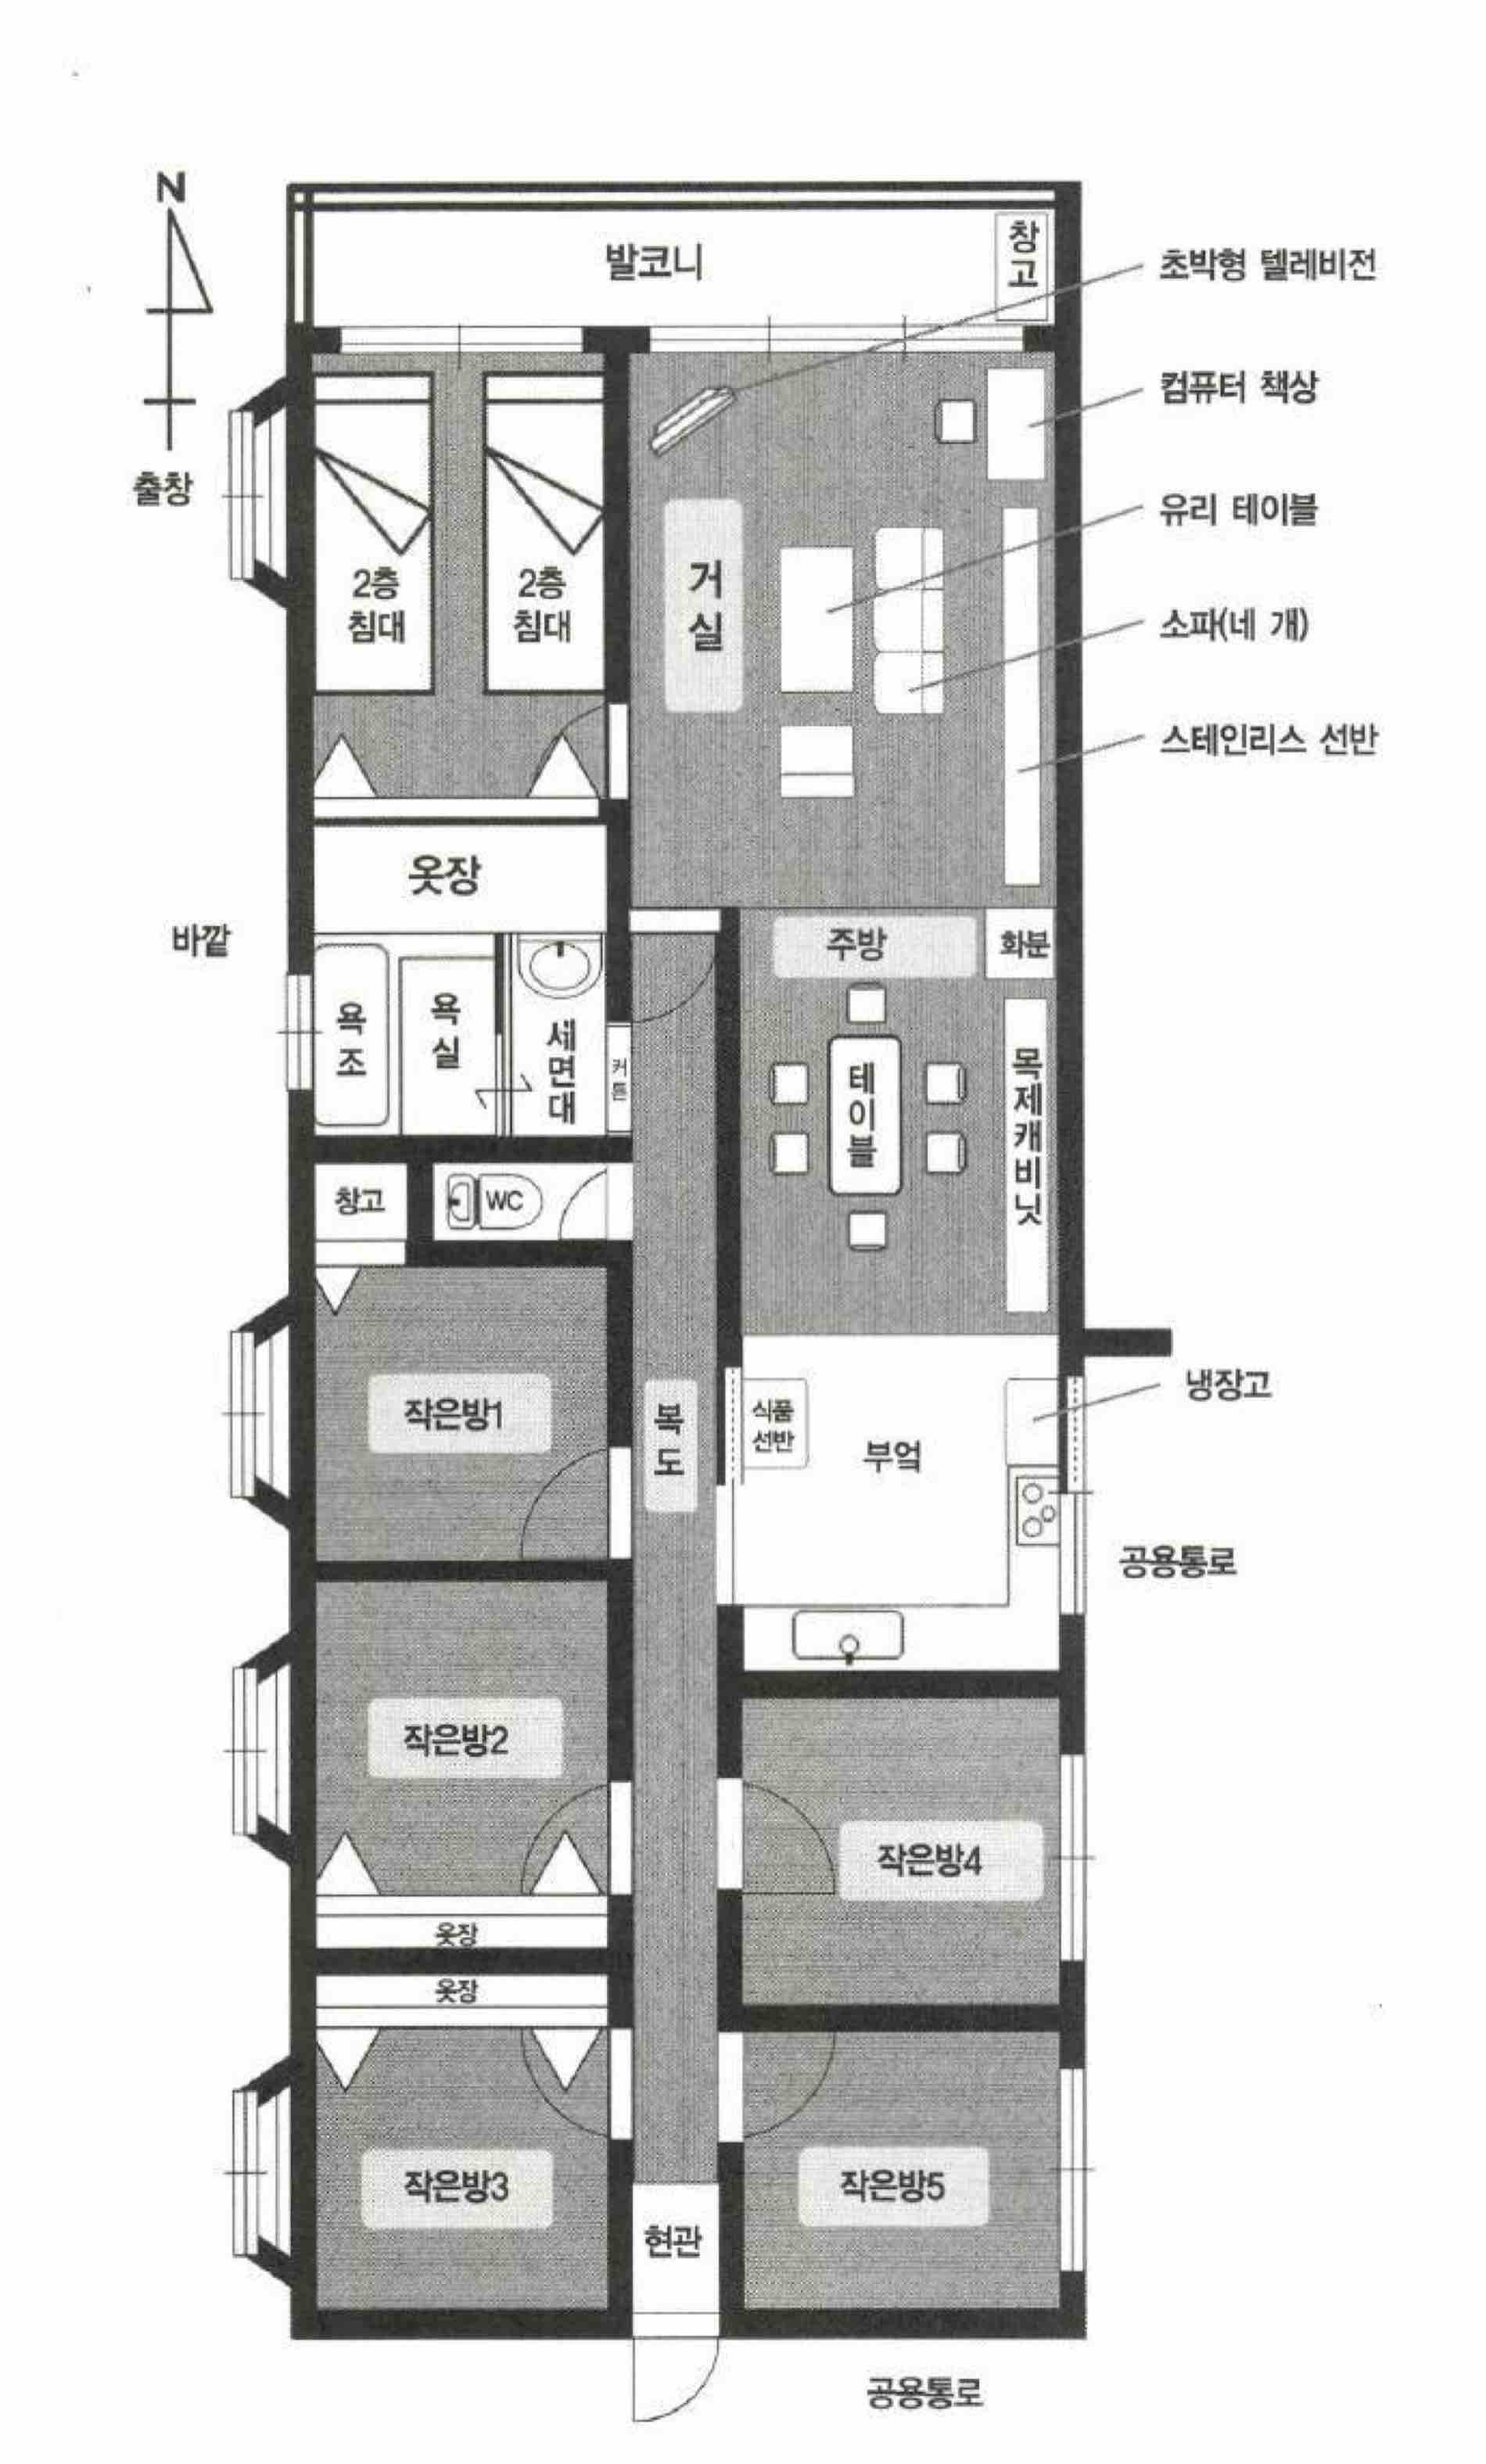 N
발코니
창
고
초박형 텔레비전
컴퓨터 책상
출창
유리 테이블
2층
침대
2층
침대
거
실
소파(네 개)
스테인리스 선반
옷장
바깥
주방
화분
욕
조
욕
실
세
면
대
커
튼
테
이
블
목
제
캐
비
닛
창고
WC
작은방1
복
도
식품
선반
부엌
냉장고
공용통로
작은방2
옷장
작은방4
옷장
작은방3
작은방5
현관
공용통로